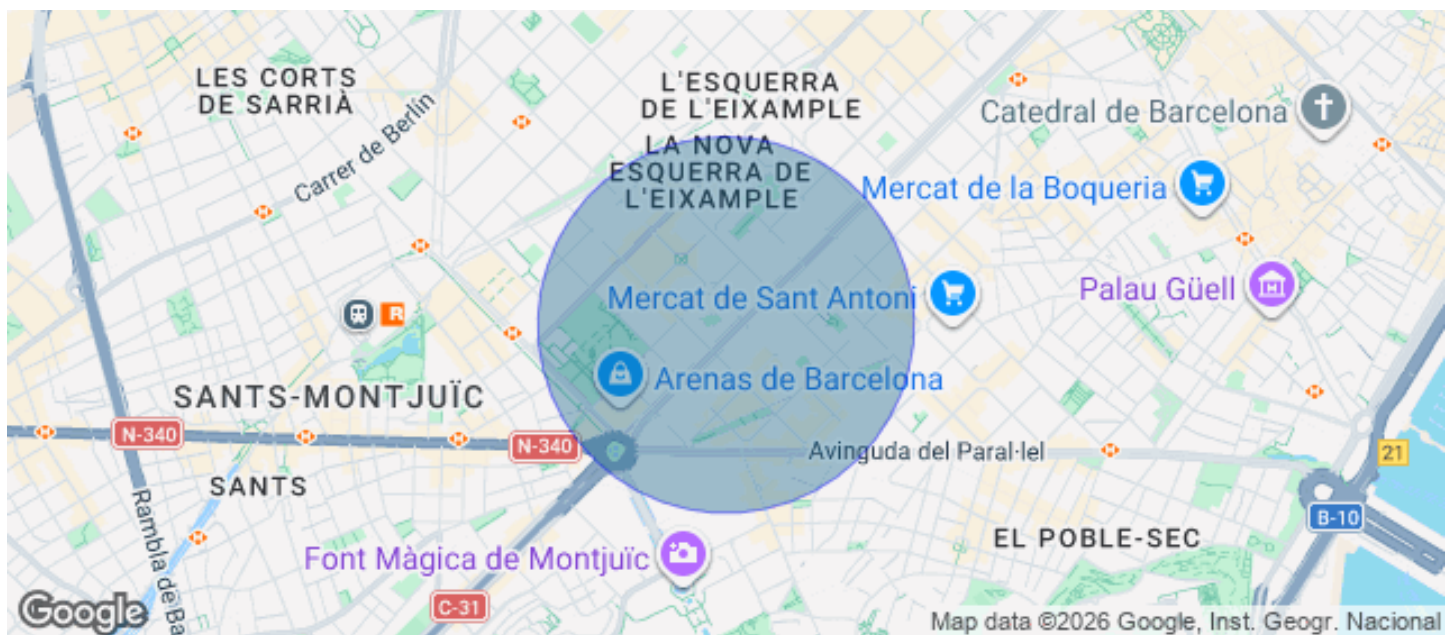 LES CORTS
DE SARRIÀ
L'ESQUERRA
DE L'EIXAMPLE
Catedral de Barcelona
Carrer de Berlín
LA NOVA
ESQUERRA DE
L'EIXAMPLE
Mercat de la Boqueria
Mercat de Sant Antoni
Palau Güell
R
Arenas de Barcelona
SANTS-MONTJUÏC
N-340
N-340
Avinguda del Paral·lel
21
SANTS
Rambla de Ba
B-10
EL POBLE-SEC
Font Màgica de Montjuïc
C-31
Google
Map data ©2026 Google, Inst. Geogr. Nacional